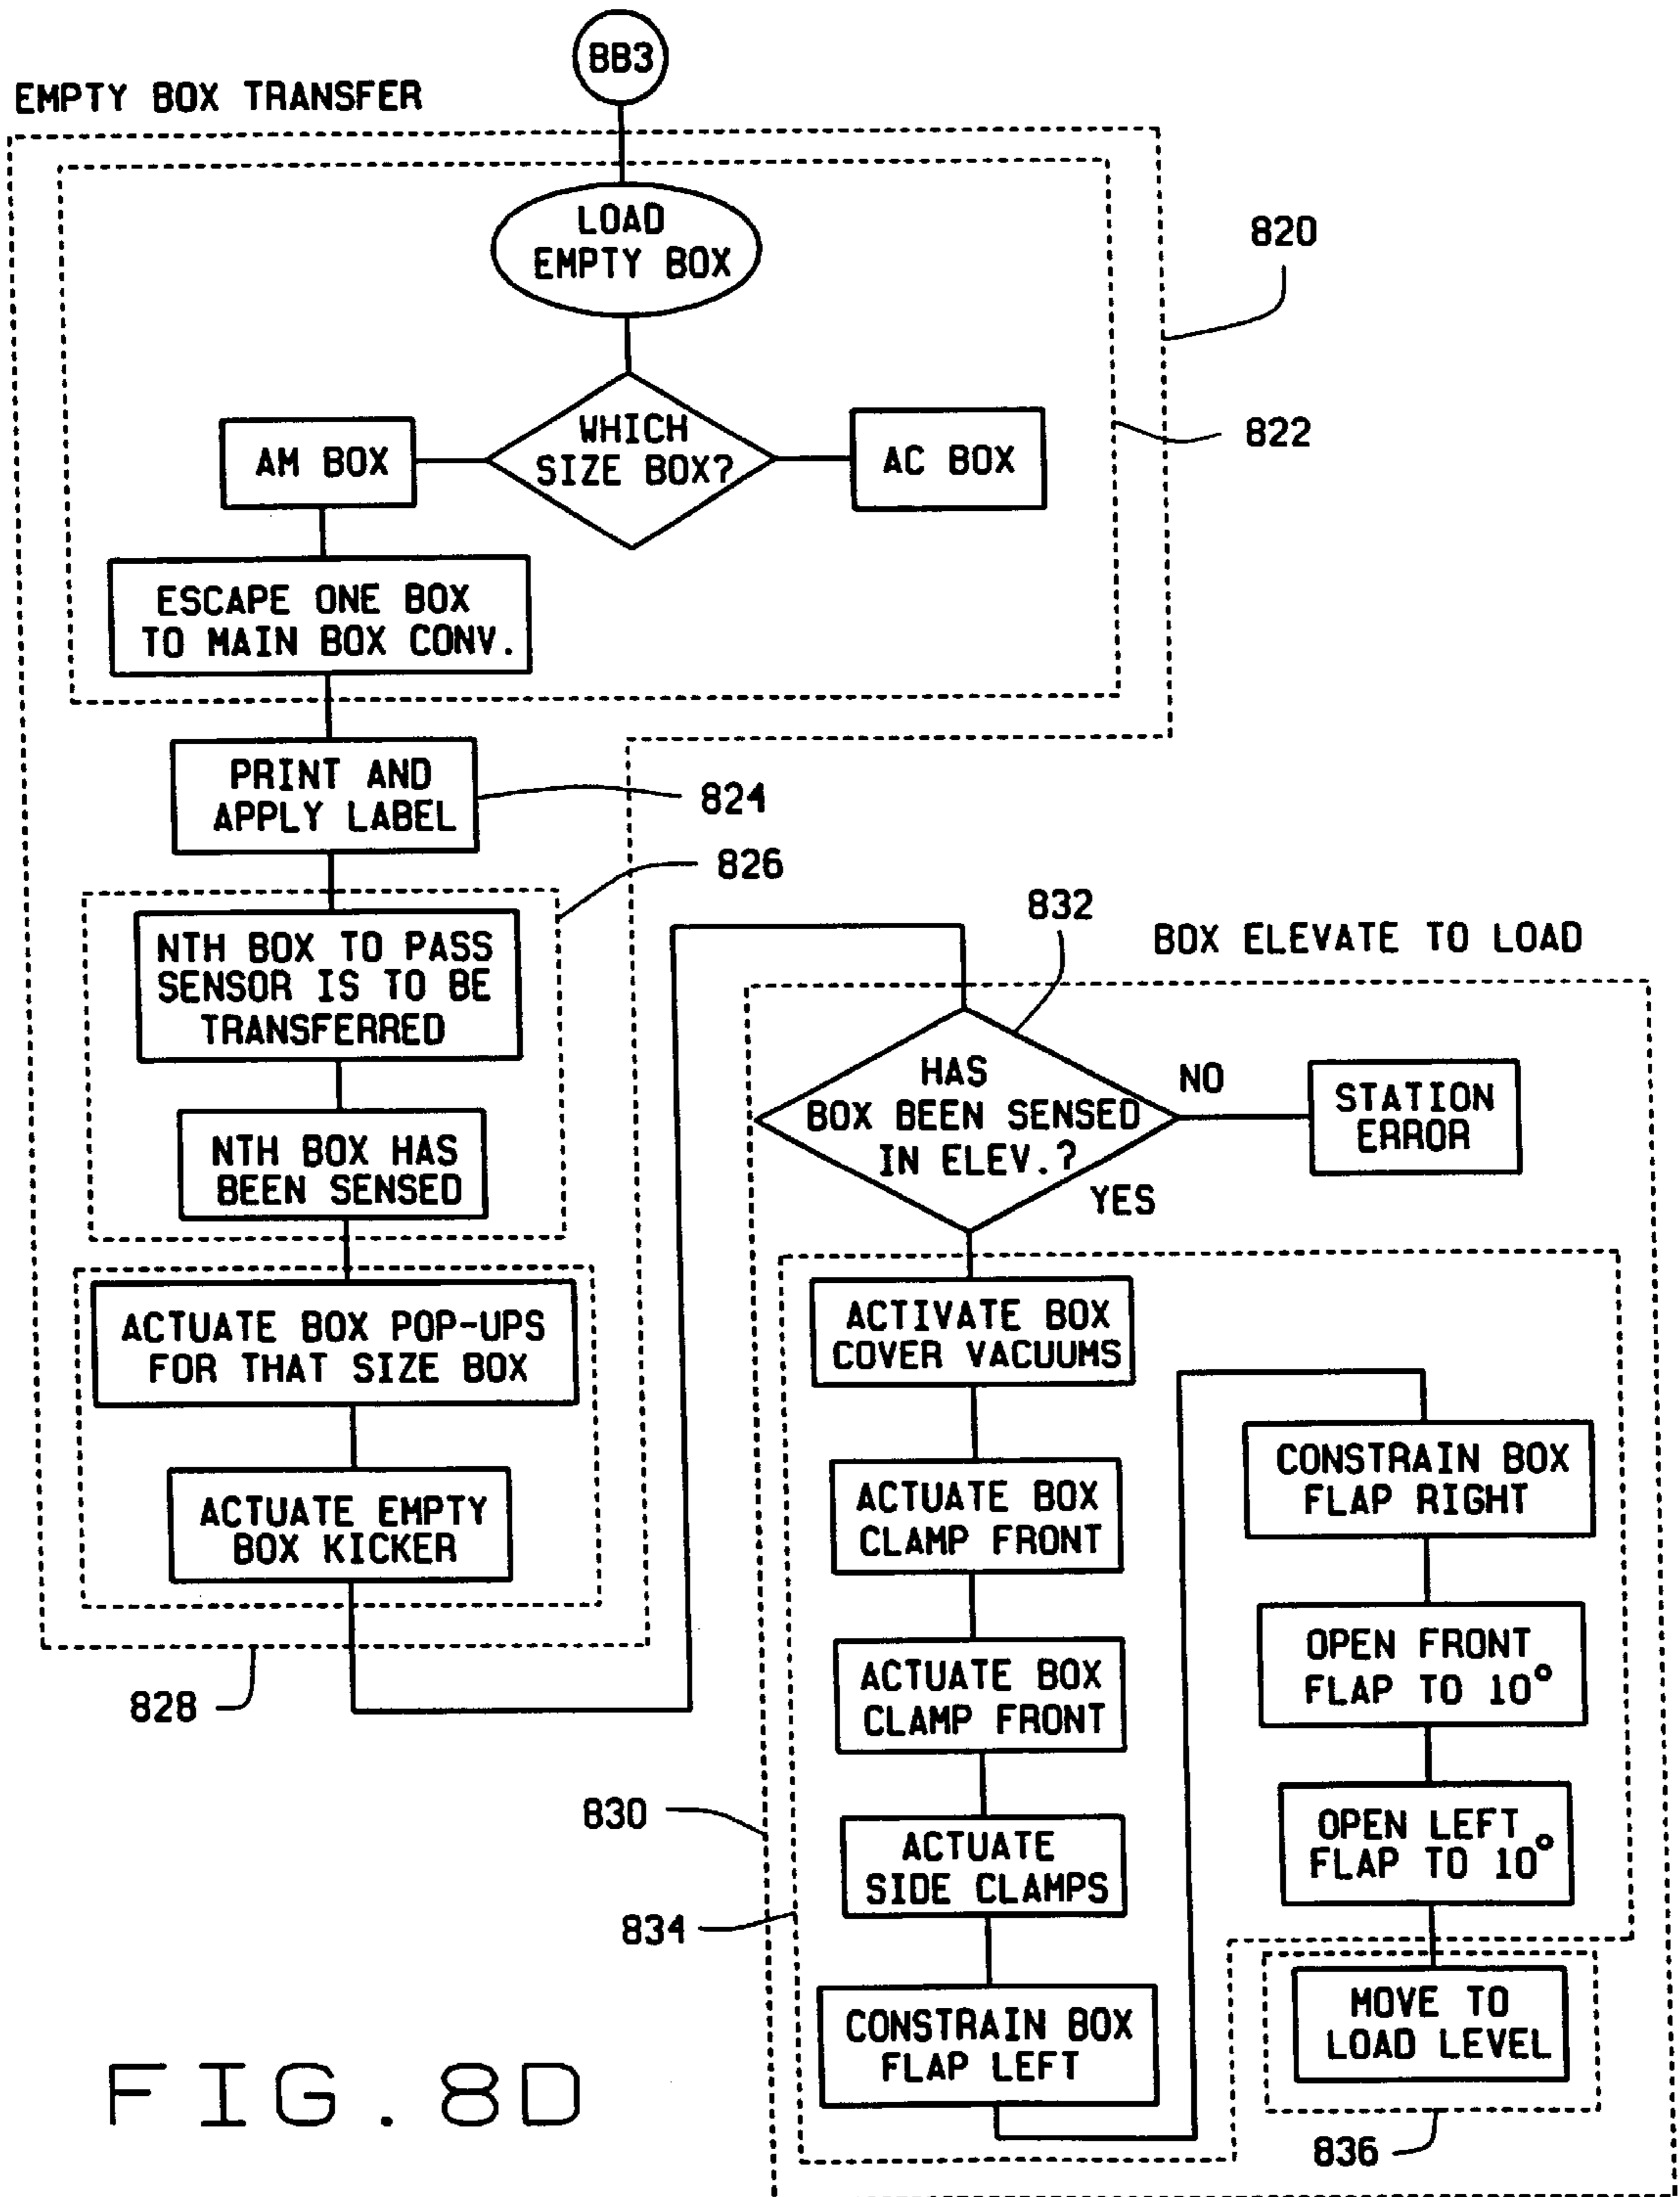 BB3
EMPTY BOX TRANSFER
LOAD
EMPTY BOX
820
WHICH
SIZE BOX?
AM BOX
AC BOX
822
ESCAPE ONE BOX
TO MAIN BOX CONV.
PRINT AND
APPLY LABEL
824
826
NTH BOX TO PASS
SENSOR IS TO BE
TRANSFERRED
NTH BOX HAS
BEEN SENSED
ACTUATE BOX POP-UPS
FOR THAT SIZE BOX
ACTUATE EMPTY
BOX KICKER
828
832
BOX ELEVATE TO LOAD
HAS
BOX BEEN SENSED
IN ELEV.?
NO
STATION
ERROR
YES
ACTIVATE BOX
COVER VACUUMS
ACTUATE BOX
CLAMP FRONT
ACTUATE BOX
CLAMP FRONT
830
ACTUATE
SIDE CLAMPS
834
CONSTRAIN BOX
FLAP LEFT
CONSTRAIN BOX
FLAP RIGHT
OPEN FRONT
FLAP TO 10°
OPEN LEFT
FLAP TO 10°
MOVE TO
LOAD LEVEL
836
FIG. 8D